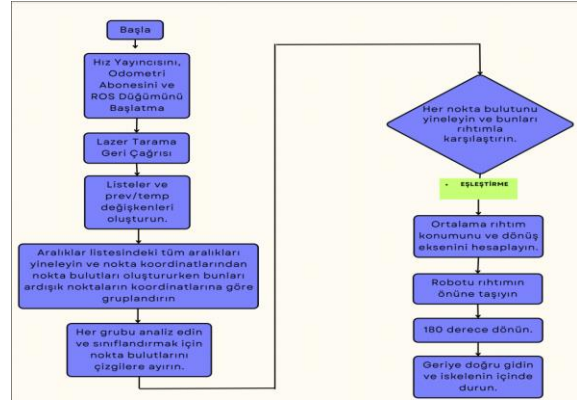 Başla
Hız Yayıncısını,
Odometri
Abonesini ve
ROS Düğümünü
Başlatma
Lazer Tarama
Geri Çağrısı
Listeler ve
prev/temp
değişkenleri
oluşturun.
Aralıklar listesindeki tüm aralıkları
yineleyin ve nokta koordinatlarından
nokta bulutları oluştururken bunları
ardışık noktaların koordinatlarına göre
gruplandırın
Her grubu analiz edin
ve sınıflandırmak için
nokta bulutlarını
çizgilere ayırın.
Her nokta bulutunu
yineleyin ve bunları
rıhtımla
karşılaştırın.
- EŞLEŞTİRME
Ortalama rıhtım
konumunu ve dönüş
eksenini hesaplayın.
Robotu rıhtımın
önüne taşıyın
180 derece dönün.
Geriye doğru gidin
ve iskelenin içinde
durun.